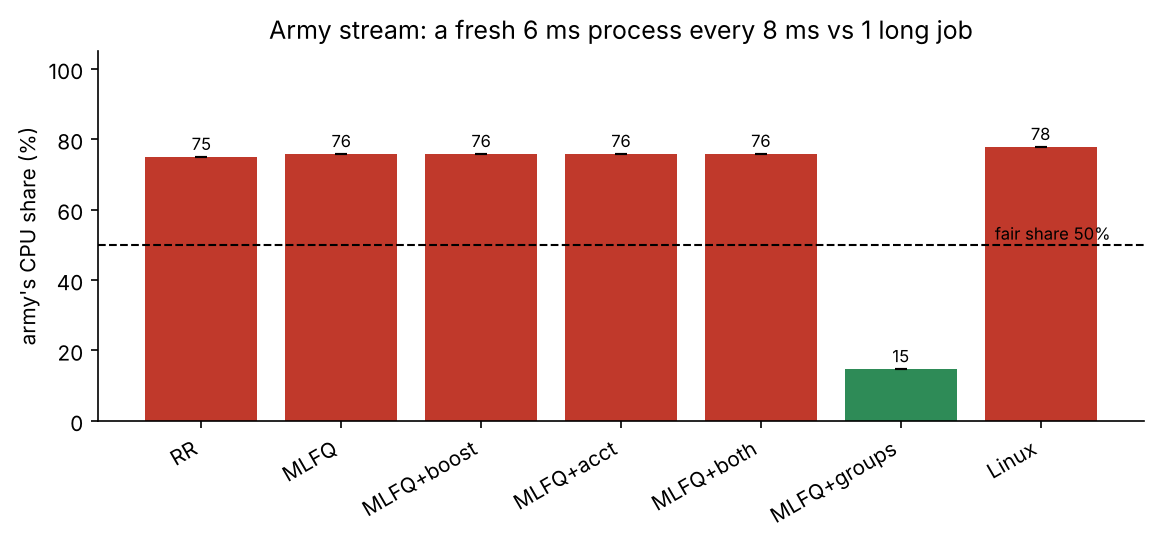 Army stream: a fresh 6 ms process every 8 ms vs 1 long job
army's CPU share (%)
100
80
60
40
20
0
75
76
76
76
76
15
78
fair share 50%
RR
MLFQ
MLFQ+boost
MLFQ+acct
MLFQ+both
MLFQ+groups
Linux